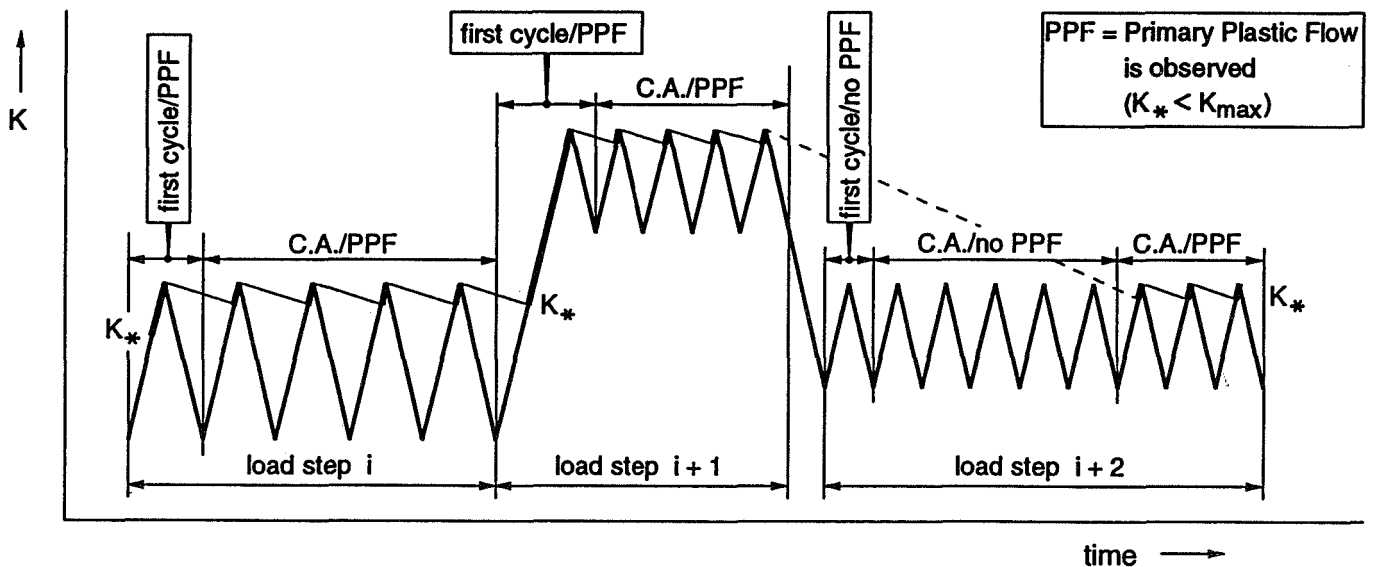 first cycle/PPF
first cycle/PPF
C.A./PPF
first cycle/no PPF
PPF = Primary Plastic Flow
is observed
(K* < Kmax)
K
C.A./PPF
C.A./no PPF
C.A./PPF
K*
K*
K*
load step i
load step i + 1
load step i + 2
time